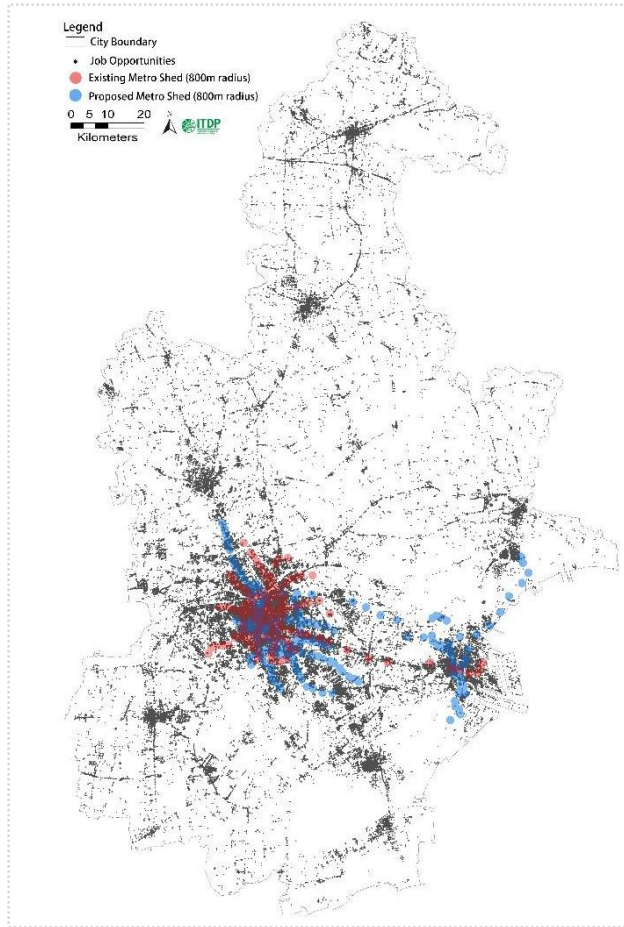 Legend
City Boundary
Job Opportunities
Existing Metro Shed (800m radius)
Proposed Metro Shed (800m radius)
0 5 10 20
Kilometers
N
ITDP